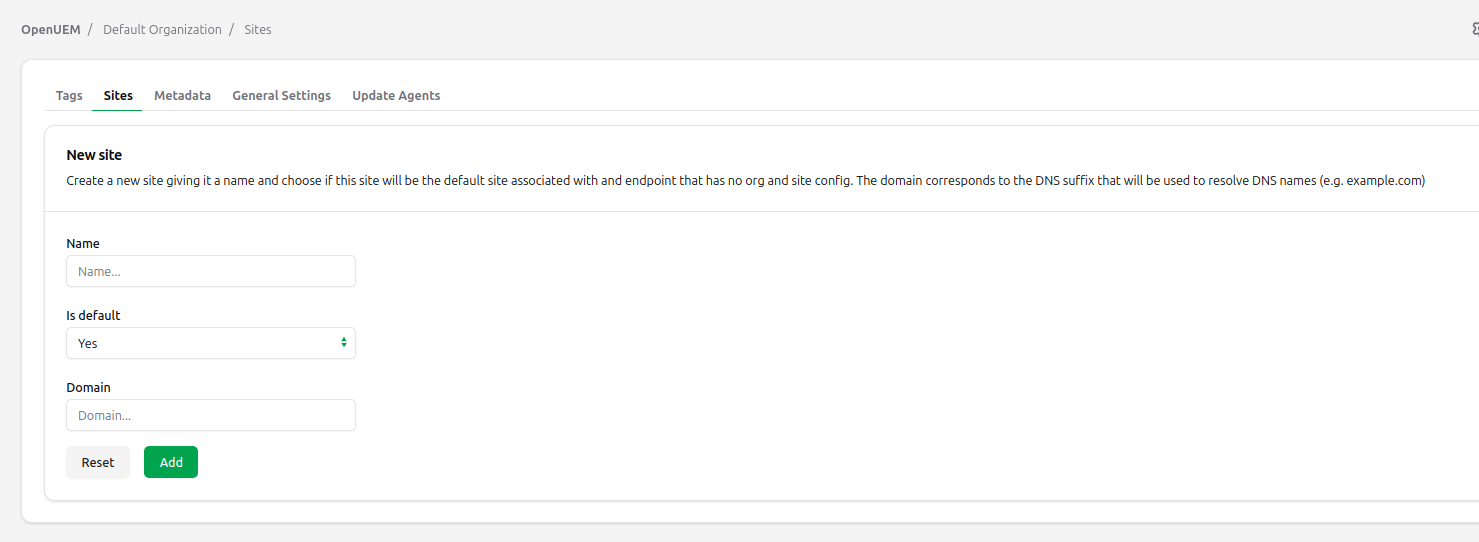 OpenUEM / Default Organization / Sites
Tags Sites Metadata General Settings Update Agents
New site
Create a new site giving it a name and choose if this site will be the default site associated with and endpoint that has no org and site config. The domain corresponds to the DNS suffix that will be used to resolve DNS names (e.g. example.com)
Name
Name...
Is default
Yes
Domain
Domain...
Reset Add